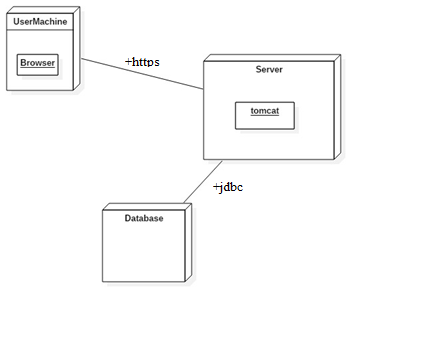 UserMachine
Browser
+https
Server
tomcat
+jdbc
Database